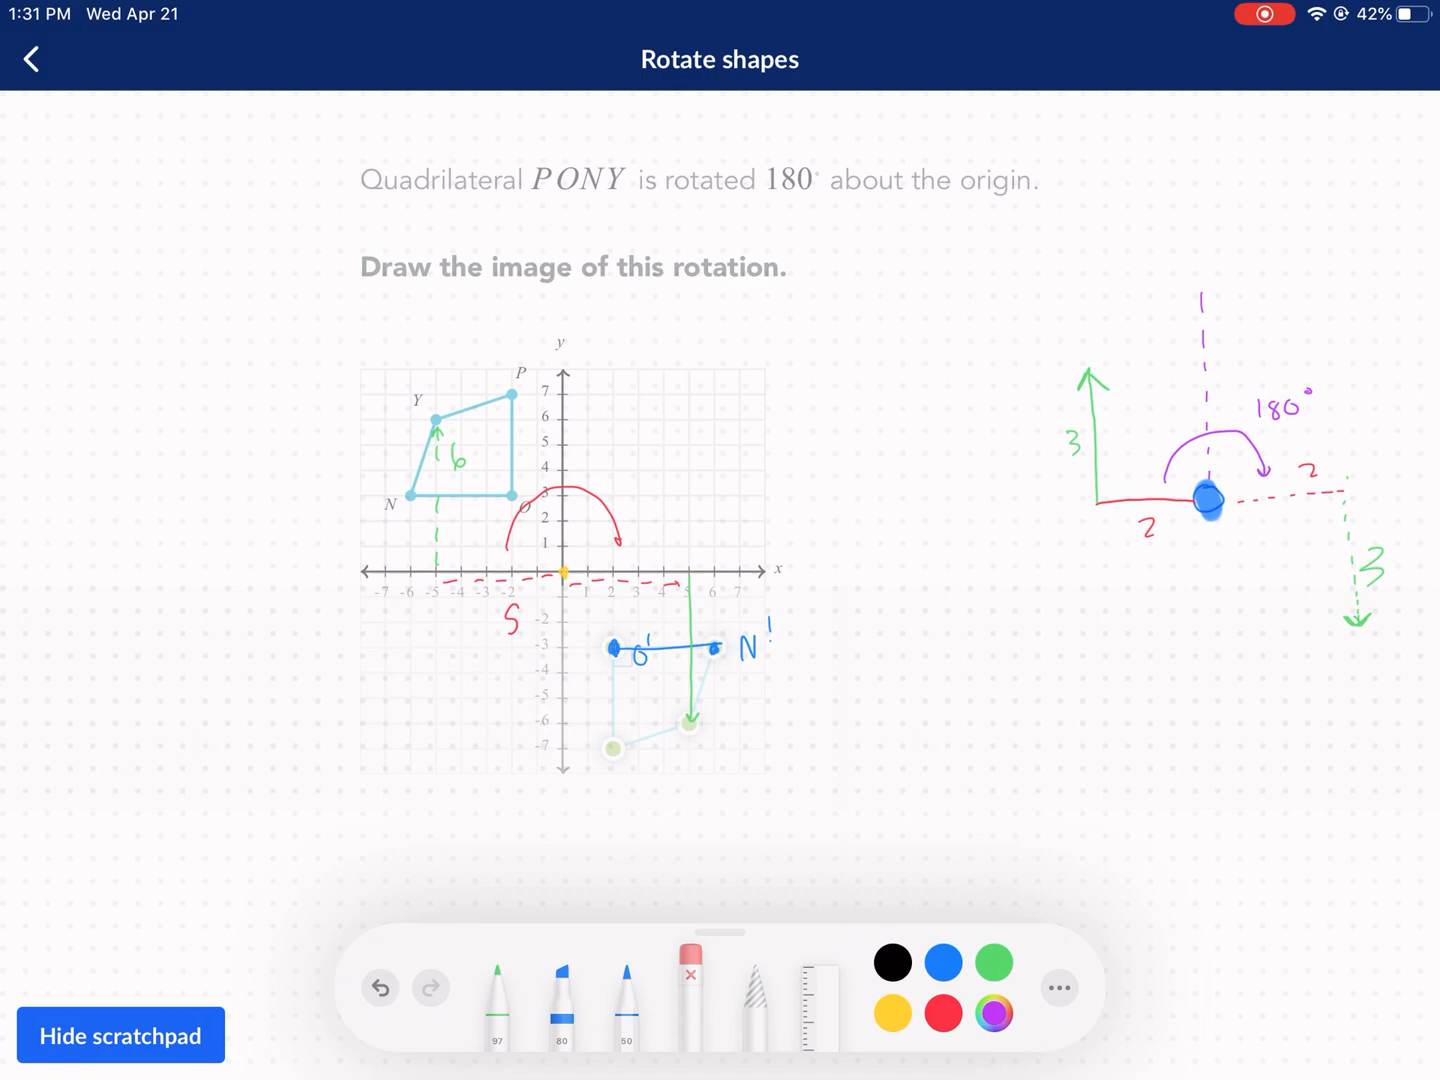 1:31 PM Wed Apr 21
42%
Rotate shapes
Quadrilateral PONY is rotated 180° about the origin.
Draw the image of this rotation.
y
P
Y
N
O
x
7
6
5
4
3
2
1
-2
-3
-4
-5
-6
-7
-7 -6 -5 -4 -3 -2 1 2 3 4 5 6 7
6
5
O'
N'
180°
3
2
2
3
97
80
50
Hide scratchpad